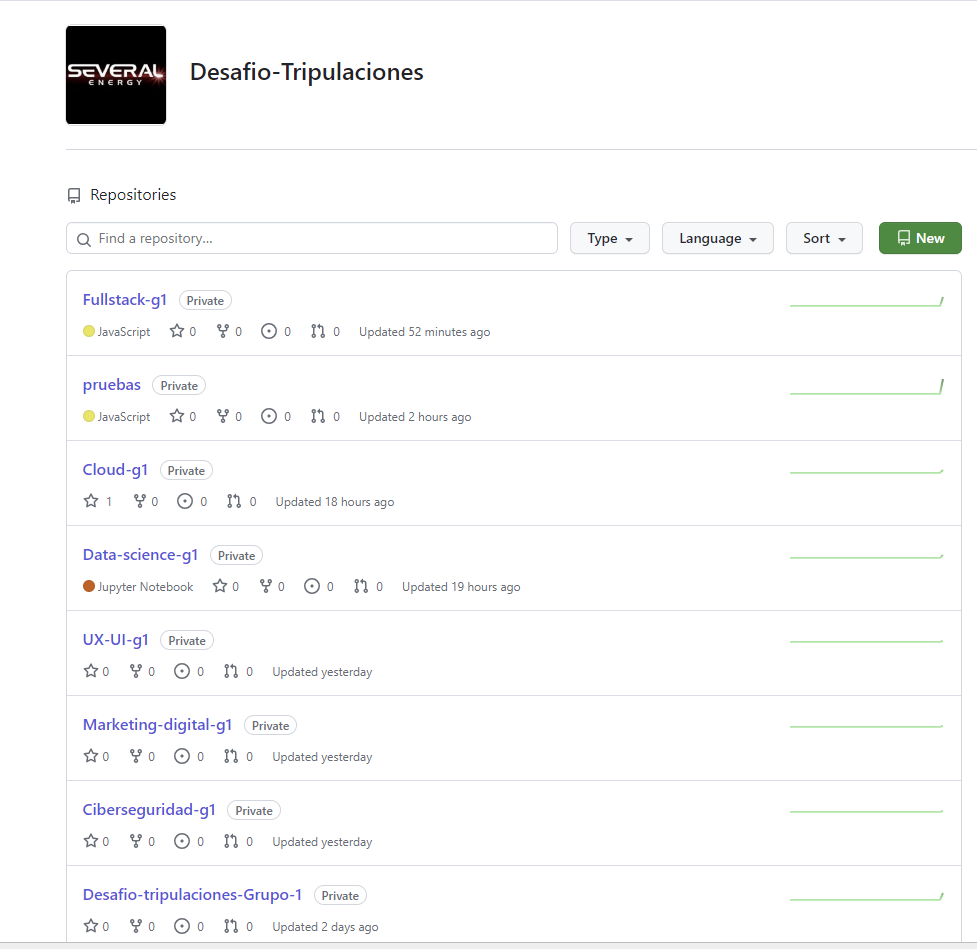 SEVERAL
ENERGY
Desafio-Tripulaciones
Repositories
Find a repository...
Type
Language
Sort
New
Fullstack-g1 Private
JavaScript 0 0 0 0 Updated 52 minutes ago
pruebas Private
JavaScript 0 0 0 0 Updated 2 hours ago
Cloud-g1 Private
1 0 0 0 Updated 18 hours ago
Data-science-g1 Private
Jupyter Notebook 0 0 0 0 Updated 19 hours ago
UX-UI-g1 Private
0 0 0 0 Updated yesterday
Marketing-digital-g1 Private
0 0 0 0 Updated yesterday
Ciberseguridad-g1 Private
0 0 0 0 Updated yesterday
Desafio-tripulaciones-Grupo-1 Private
0 0 0 0 Updated 2 days ago